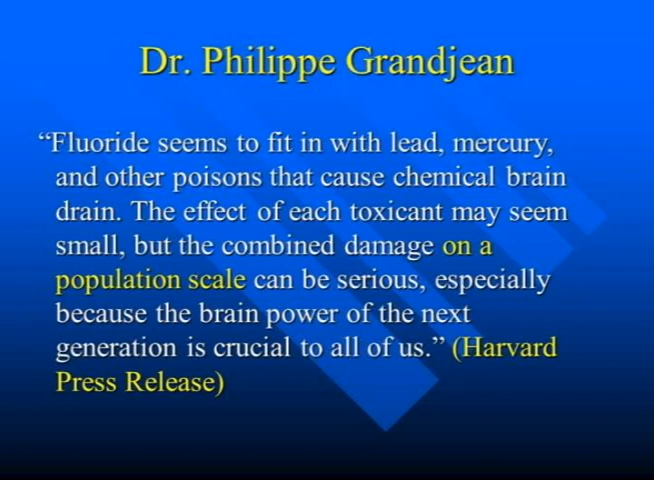 Dr. Philippe Grandjean
“Fluoride seems to fit in with lead, mercury,
and other poisons that cause chemical brain
drain. The effect of each toxicant may seem
small, but the combined damage on a
population scale can be serious, especially
because the brain power of the next
generation is crucial to all of us.” (Harvard
Press Release)